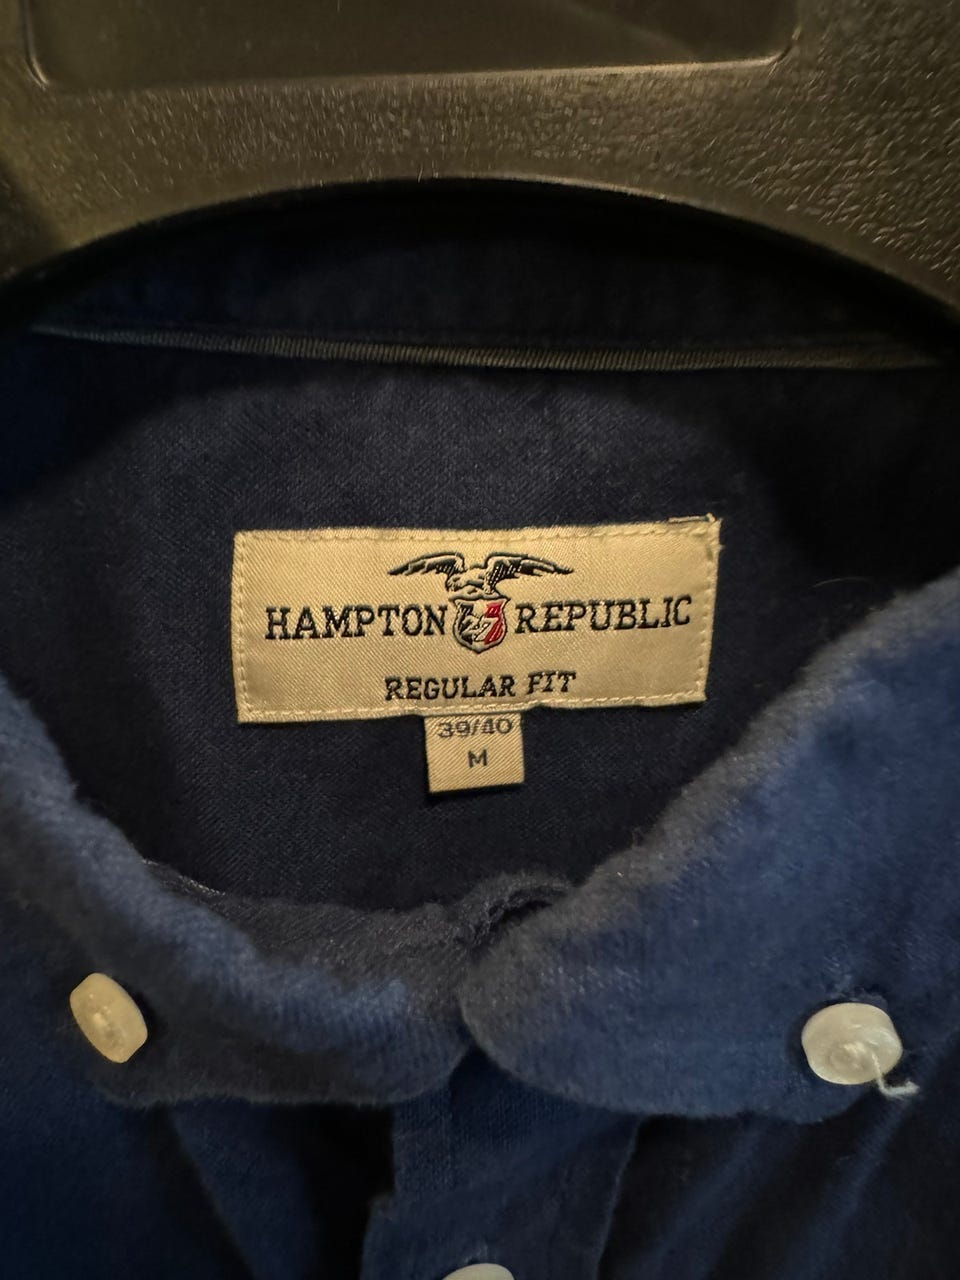 HAMPTON REPUBLIC
REGULAR FIT
39/40
M